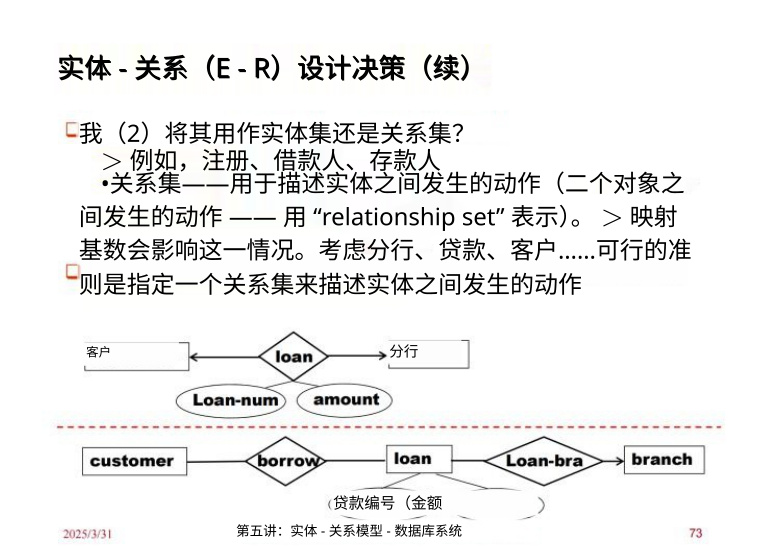 实体 - 关系（E - R）设计决策（续）
我（2）将其用作实体集还是关系集？
＞ 例如，注册、借款人、存款人
•关系集——用于描述实体之间发生的动作（二个对象之
间发生的动作 —— 用 “relationship set” 表示）。 ＞ 映射
基数会影响这一情况。考虑分行、贷款、客户……可行的准
则是指定一个关系集来描述实体之间发生的动作
客户
loan
分行
Loan-num
amount
customer
borrow
loan
Loan-bra
branch
贷款编号（金额
2025/3/31
第五讲：实体 - 关系模型 - 数据库系统
73